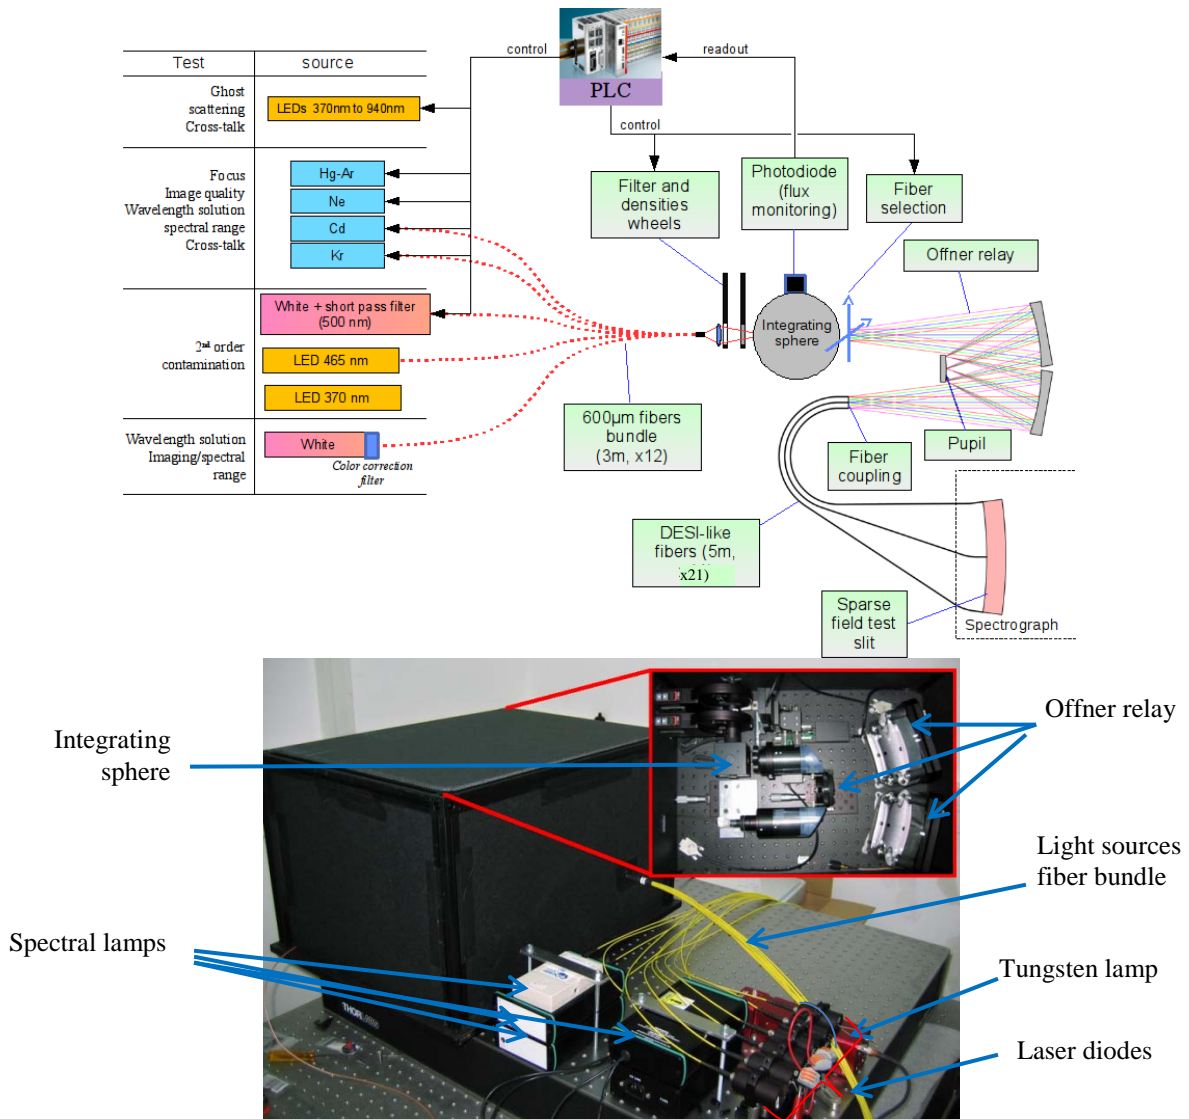 control
readout
PLC
control
Test
source
Ghost
scattering
Cross-talk
LEDs 370nm to 940nm
Focus
Image quality
Wavelength solution
spectral range
Cross-talk
Hg-Ar
Ne
Cd
Kr
2nd order
contamination
White + short pass filter
(500 nm)
LED 465 nm
LED 370 nm
Wavelength solution
Imaging/spectral
range
White
Color correction
filter
Filter and
densities
wheels
Photodiode
(flux
monitoring)
Fiber
selection
Offner relay
Integrating
sphere
600µm fibers
bundle
(3m, x12)
Fiber
coupling
Pupil
DESI-like
fibers (5m,
x21)
Sparse
field test
slit
Spectrograph
Integrating
sphere
Offner relay
Light sources
fiber bundle
Spectral lamps
Tungsten lamp
Laser diodes